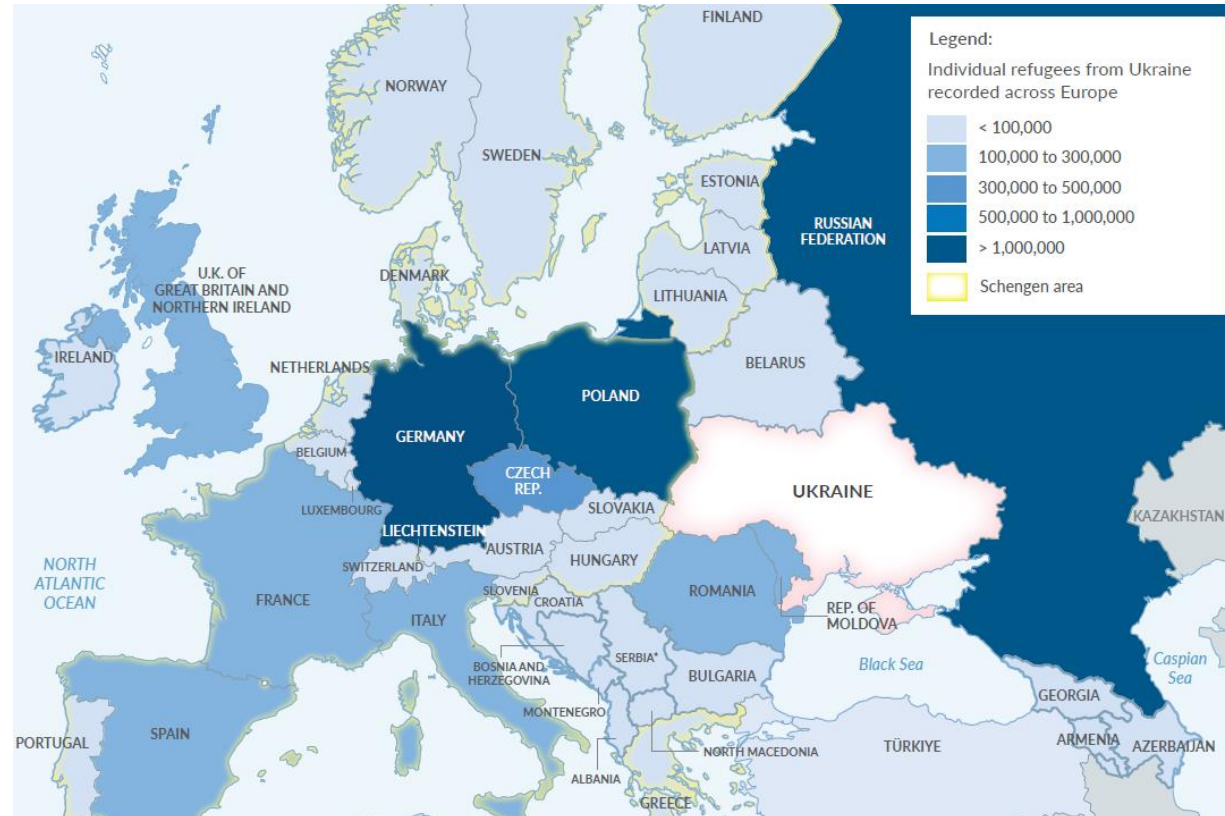 FINLAND
NORWAY
SWEDEN
ESTONIA
LATVIA
LITHUANIA
DENMARK
RUSSIAN
FEDERATION
U.K. OF
GREAT BRITAIN AND
NORTHERN IRELAND
IRELAND
NETHERLANDS
BELARUS
POLAND
GERMANY
BELGIUM
CZECH
REP.
UKRAINE
LUXEMBOURG
SLOVAKIA
KAZAKHSTAN
LIECHTENSTEIN
AUSTRIA
HUNGARY
SWITZERLAND
NORTH
ATLANTIC
OCEAN
FRANCE
ITALY
SLOVENIA
CROATIA
ROMANIA
REP. OF
MOLDOVA
BOSNIA AND
HERZEGOVINA
SERBIA*
BULGARIA
Black Sea
Caspian
Sea
MONTENEGRO
GEORGIA
PORTUGAL
SPAIN
ALBANIA
NORTH MACEDONIA
TÜRKİYE
ARMENIA
AZERBAIJAN
GREECE
Legend:
Individual refugees from Ukraine
recorded across Europe
< 100,000
100,000 to 300,000
300,000 to 500,000
500,000 to 1,000,000
> 1,000,000
Schengen area